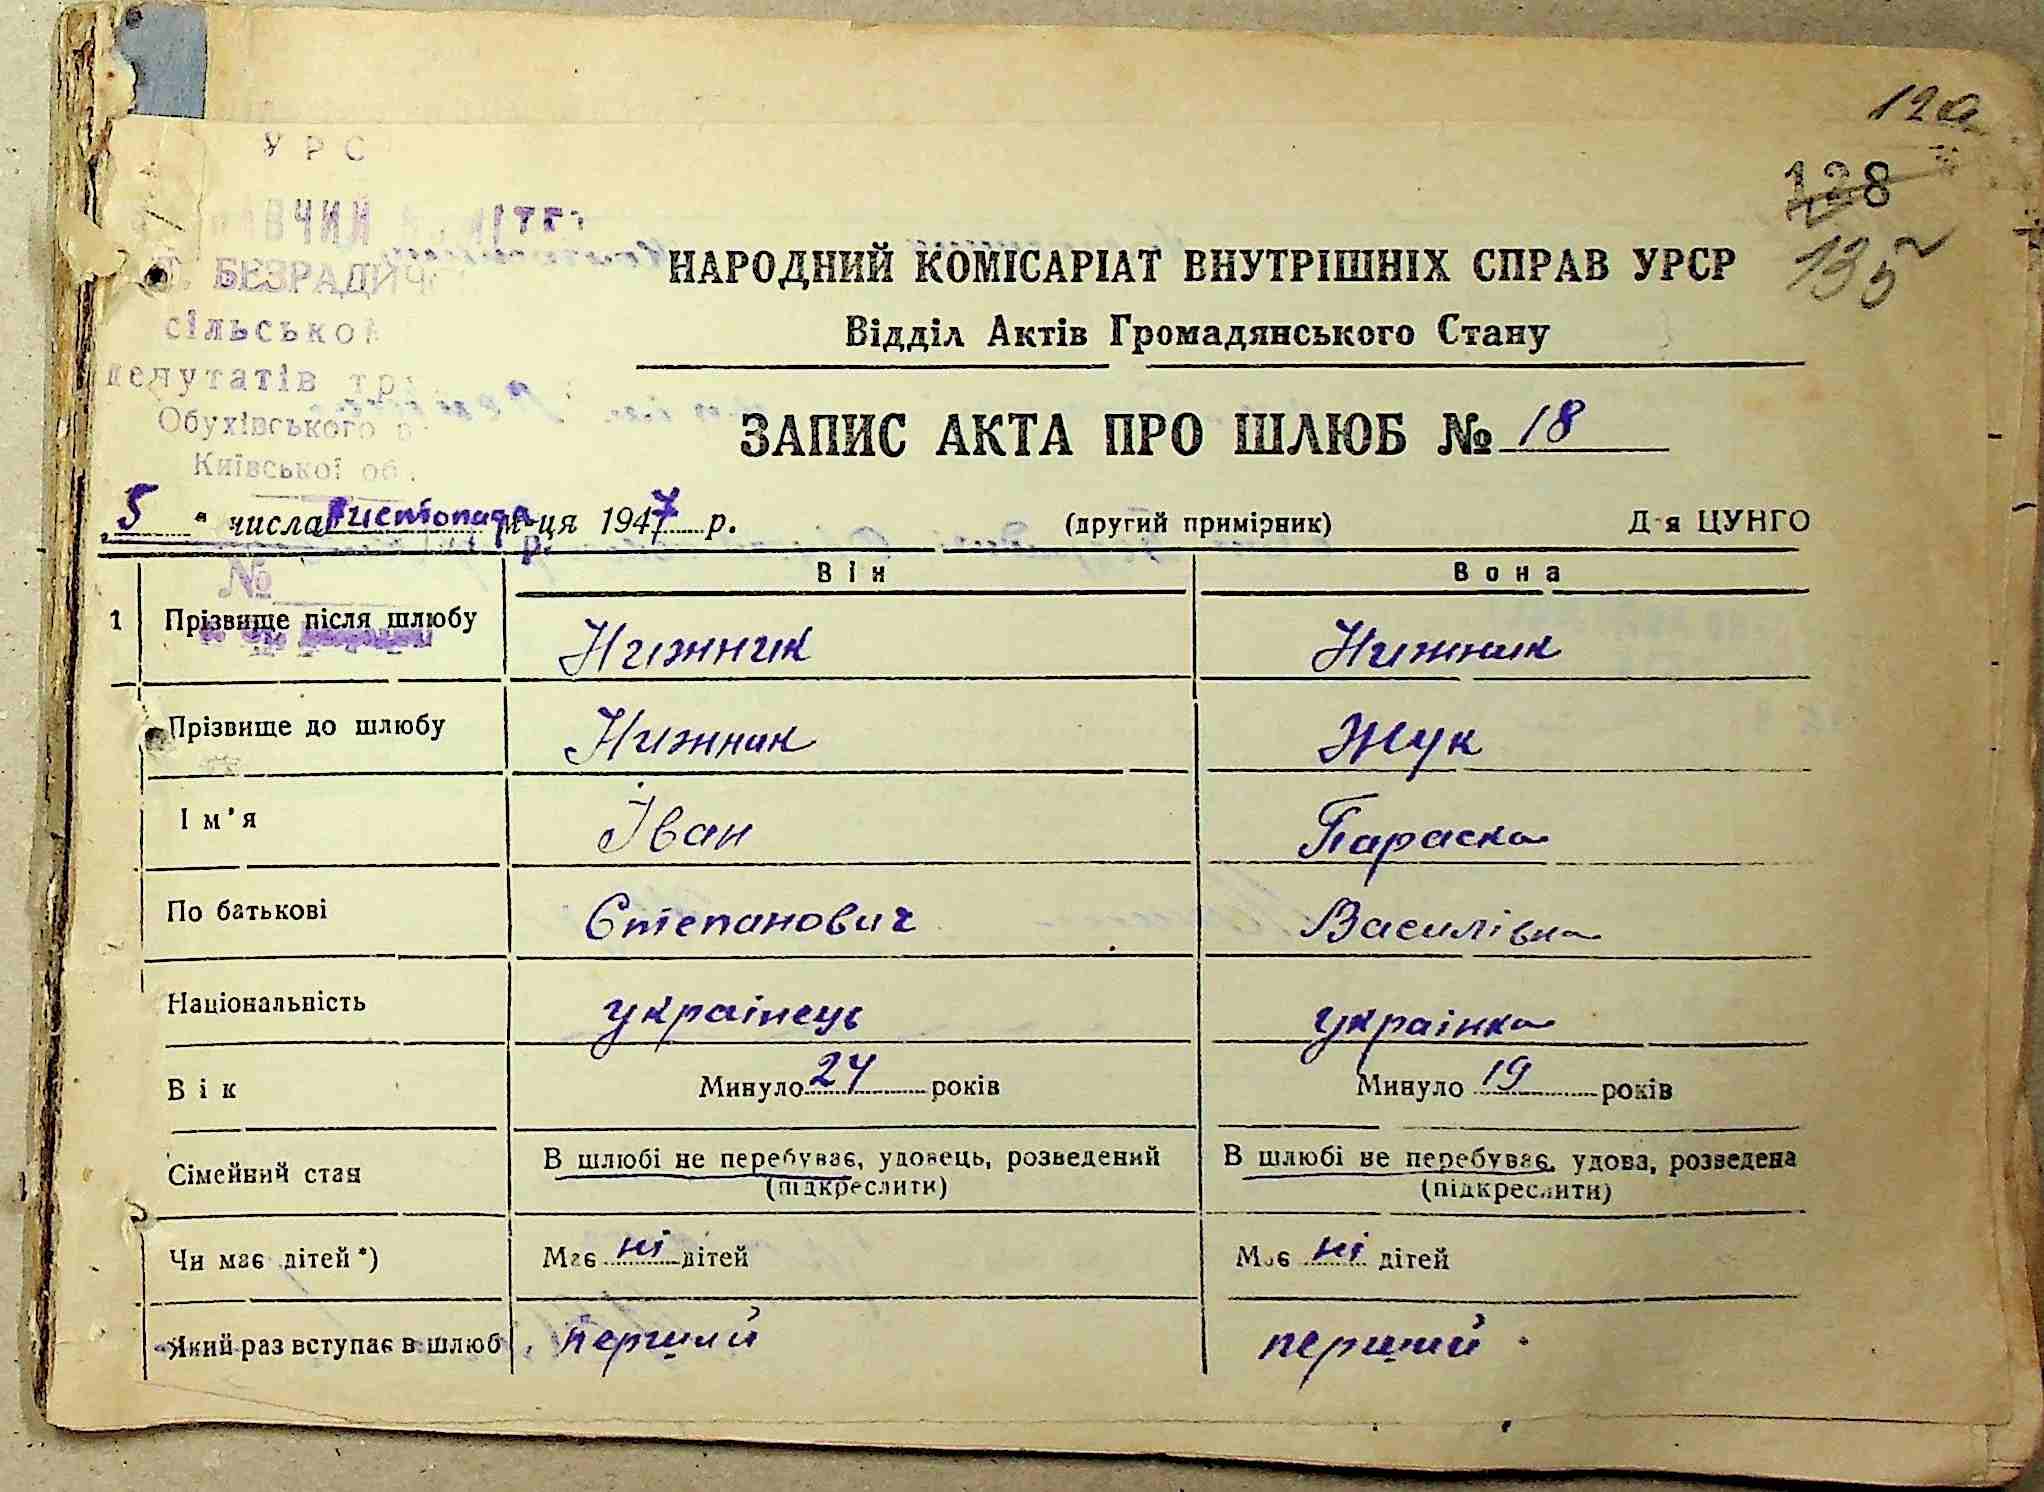 УРС
БЕЗРАДИЧ
сільськ
депутатів тр
Обухівського
Київської об.
№
120
128
135
НАРОДНИЙ КОМІСАРІАТ ВНУТРІШНІХ СПРАВ УРСР
Відділ Актів Громадянського Стану
ЗАПИС АКТА ПРО ШЛЮБ № 18
5 " числа Листопада м-ця 1947 р. (другий примірник) Д я ЦУНГО
Він Вона
1 Прізвище після шлюбу Нижник Нижник
Прізвище до шлюбу Нижник Жук
Ім'я Іван Параска
По батькові Степанович Василівна
Національність українець українка
Вік Минуло 24 років Минуло 19 років
Сімейний стан В шлюбі не перебуває, удовець, розведений В шлюбі не перебуває, удова, розведена
(підкреслити) (підкреслити)
Чи має дітей *) Має ні дітей Має ні дітей
Який раз вступає в шлюб перший перший